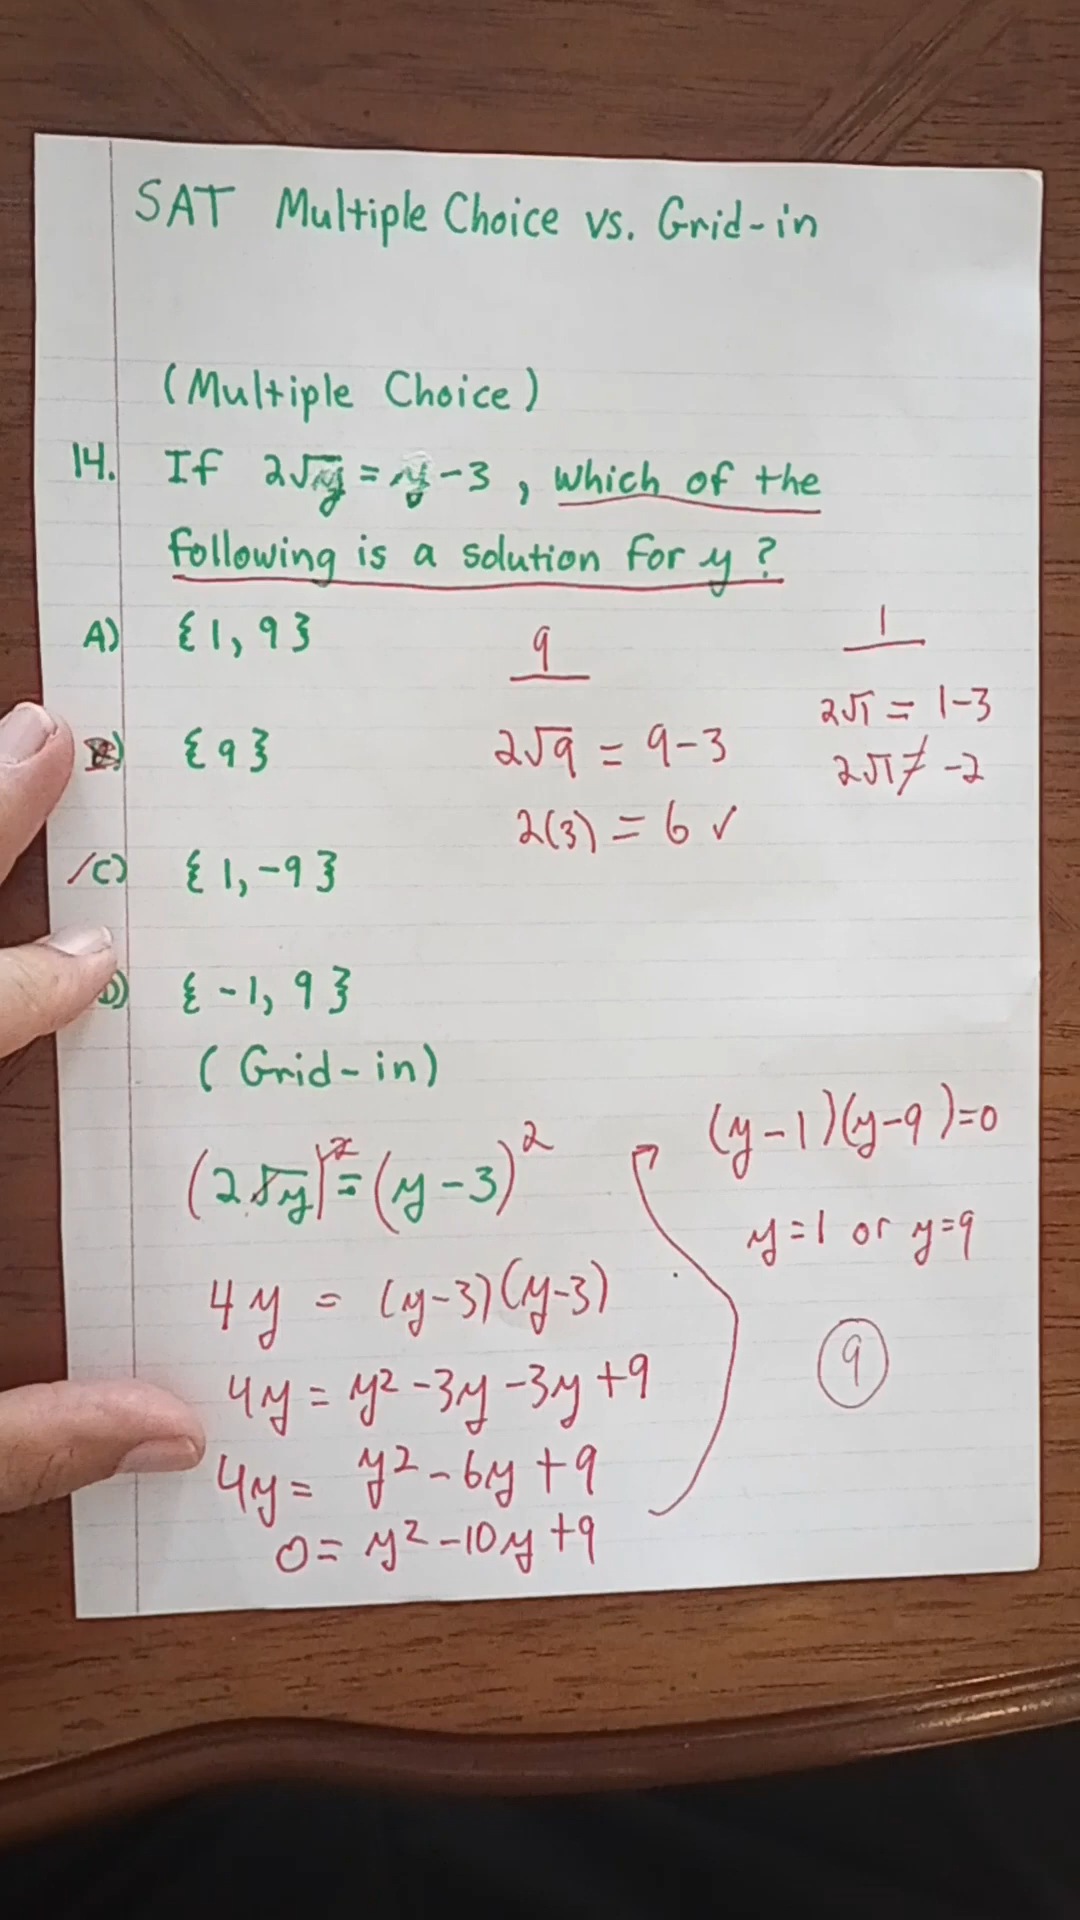 SAT Multiple Choice vs. Grid-in
(Multiple Choice)
14. If 2√y = y - 3 , which of the
following is a solution for y ?
A) {1, 9}
{9}
C) {1, -9}
D) {-1, 9}
9
2√9 = 9-3
2(3) = 6 ✓
1
2√1 = 1-3
2√1 ≠ -2
(Grid-in)
(2√y)² = (y-3)²
4y = (y-3)(y-3)
4y = y² -3y -3y +9
4y = y² -6y +9
0 = y² -10y +9
(y-1)(y-9)=0
y=1 or y=9
9